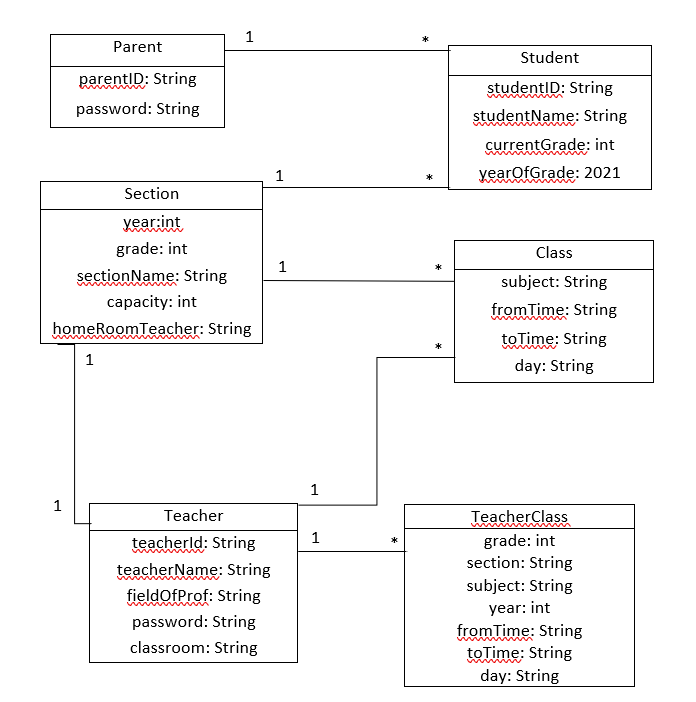 Parent
parentID: String
password: String
1
*
Student
studentID: String
studentName: String
currentGrade: int
yearOfGrade: 2021
Section
year:int
grade: int
sectionName: String
capacity: int
homeRoomTeacher: String
1
*
1
*
Class
subject: String
fromTime: String
toTime: String
day: String
*
1
1
1
Teacher
teacherId: String
teacherName: String
fieldOfProf: String
password: String
classroom: String
1
*
TeacherClass
grade: int
section: String
subject: String
year: int
fromTime: String
toTime: String
day: String